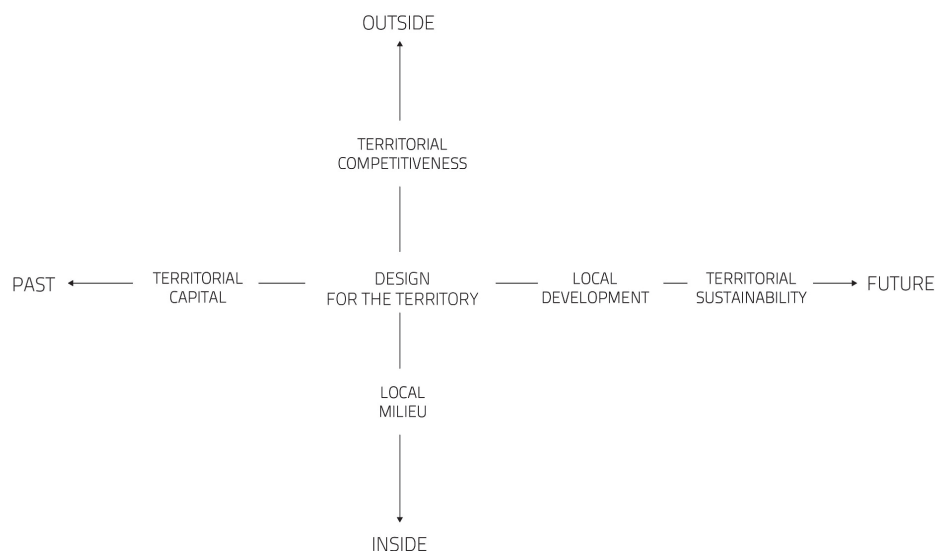 OUTSIDE
TERRITORIAL
COMPETITIVENESS
PAST
TERRITORIAL
CAPITAL
DESIGN
FOR THE TERRITORY
LOCAL
DEVELOPMENT
TERRITORIAL
SUSTAINABILITY
FUTURE
LOCAL
MILIEU
INSIDE